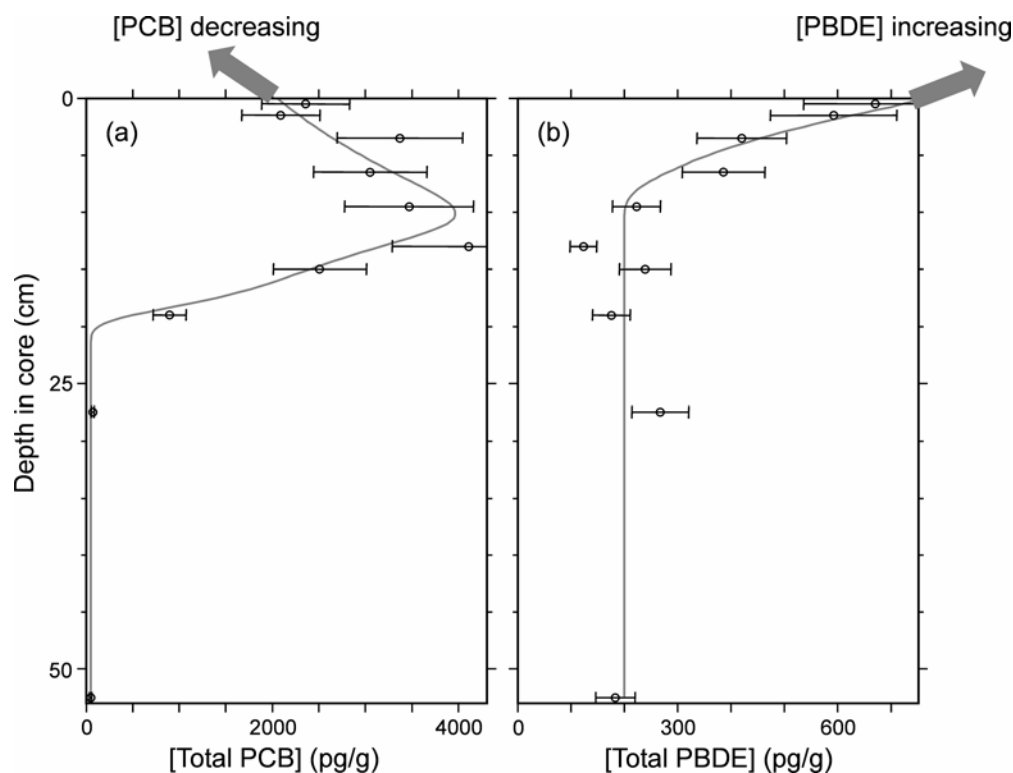 [PCB] decreasing
[PBDE] increasing
(a)
(b)
0
25
50
Depth in core (cm)
0
2000
4000
0
300
600
[Total PCB] (pg/g)
[Total PBDE] (pg/g)